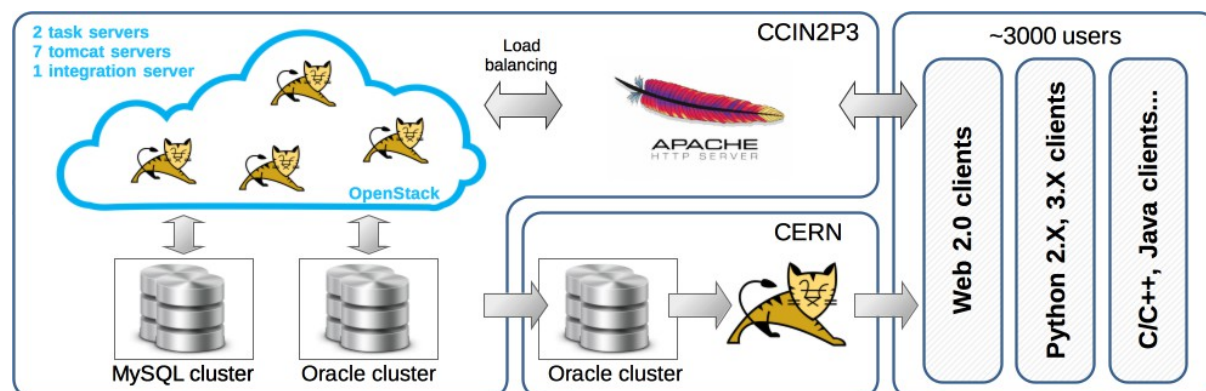 2 task servers
7 tomcat servers
1 integration server
OpenStack
Load
balancing
CCIN2P3
APACHE
HTTP SERVER
MySQL cluster
Oracle cluster
CERN
Oracle cluster
~3000 users
Web 2.0 clients
Python 2.X, 3.X clients
C/C++, Java clients...